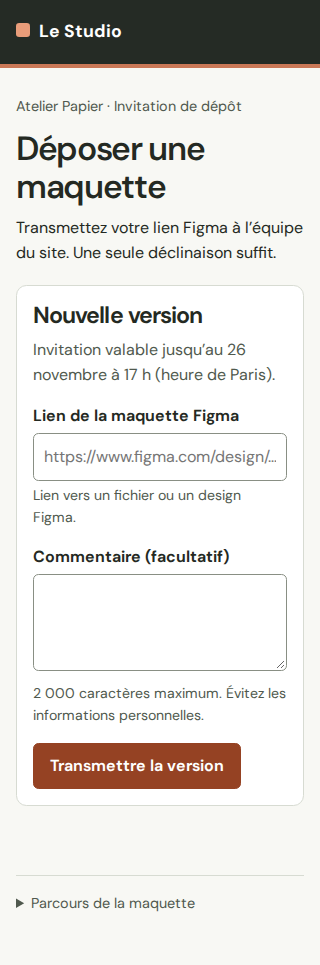 Le Studio
Atelier Papier · Invitation de dépôt
Déposer une
maquette
Transmettez votre lien Figma à l’équipe
du site. Une seule déclinaison suffit.
Nouvelle version
Invitation valable jusqu’au 26
novembre à 17 h (heure de Paris).
Lien de la maquette Figma
https://www.figma.com/design/…
Lien vers un fichier ou un design
Figma.
Commentaire (facultatif)
2 000 caractères maximum. Évitez les
informations personnelles.
Transmettre la version
Parcours de la maquette